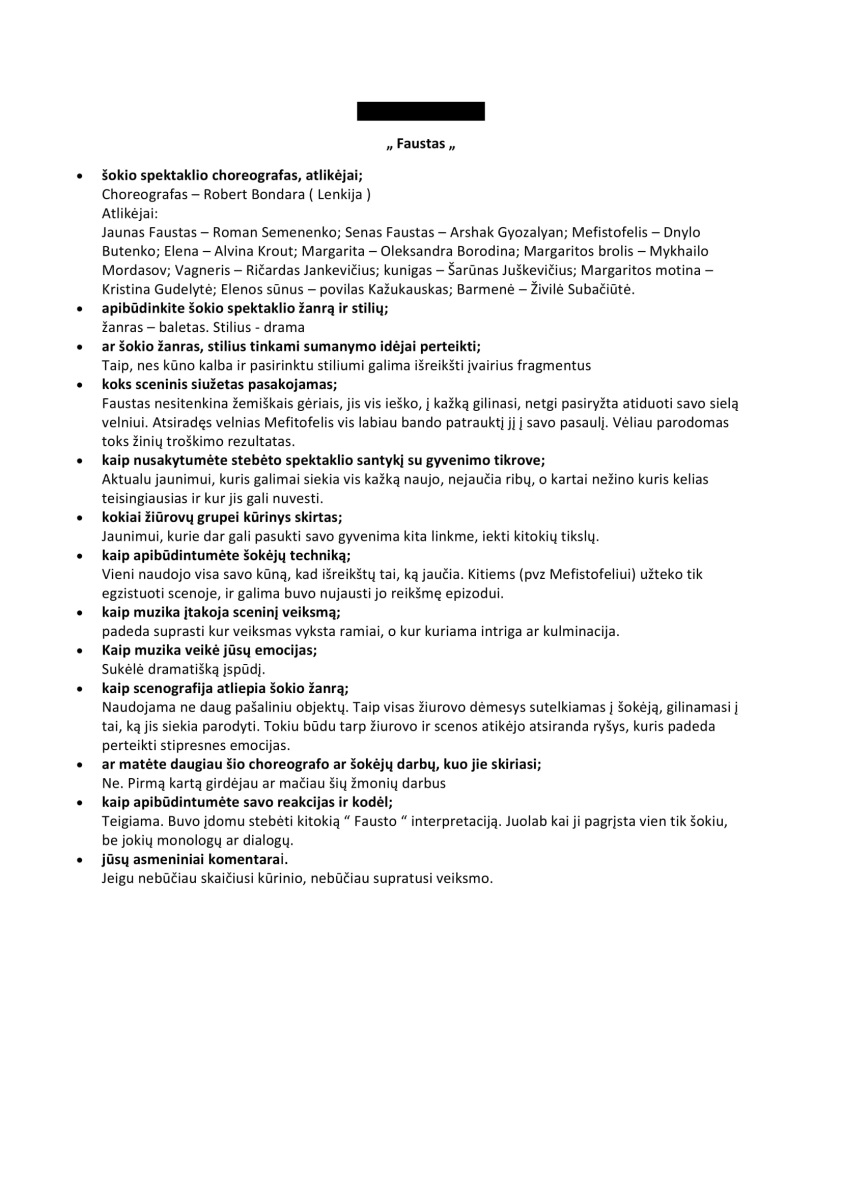 „ Faustas „
• šokio spektaklio choreografas, atlikėjai;
Choreografas – Robert Bondara ( Lenkija )
Atlikėjai:
Jaunas Faustas – Roman Semenenko; Senas Faustas – Arshak Gyozalyan; Mefistofelis – Dnylo
Butenko; Elena – Alvina Krout; Margarita – Oleksandra Borodina; Margaritos brolis – Mykhailo
Mordasov; Vagneris – Ričardas Jankevičius; kunigas – Šarūnas Juškevičius; Margaritos motina –
Kristina Gudelytė; Elenos sūnus – povilas Kažukauskas; Barmenė – Živilė Subačiūtė.
• apibūdinkite šokio spektaklio žanrą ir stilių;
žanras – baletas. Stilius - drama
• ar šokio žanras, stilius tinkami sumanymo idėjai perteikti;
Taip, nes kūno kalba ir pasirinktu stiliumi galima išreikšti įvairius fragmentus
• koks sceninis siužetas pasakojamas;
Faustas nesitenkina žemiškais gėriais, jis vis ieško, į kažką gilinasi, netgi pasiryžta atiduoti savo sielą
velniui. Atsiradęs velnias Mefitofelis vis labiau bando patrauktį jį į savo pasaulį. Vėliau parodomas
toks žinių troškimo rezultatas.
• kaip nusakytumėte stebėto spektaklio santykį su gyvenimo tikrove;
Aktualu jaunimui, kuris galimai siekia vis kažką naujo, nejaučia ribų, o kartai nežino kuris kelias
teisingiausias ir kur jis gali nuvesti.
• kokiai žiūrovų grupei kūrinys skirtas;
Jaunimui, kurie dar gali pasukti savo gyvenima kita linkme, iekti kitokių tikslų.
• kaip apibūdintumėte šokėjų techniką;
Vieni naudojo visa savo kūną, kad išreikštų tai, ką jaučia. Kitiems (pvz Mefistofeliui) užteko tik
egzistuoti scenoje, ir galima buvo nujausti jo reikšmę epizodui.
• kaip muzika įtakoja sceninį veiksmą;
padeda suprasti kur veiksmas vyksta ramiai, o kur kuriama intriga ar kulminacija.
• Kaip muzika veikė jūsų emocijas;
Sukėlė dramatišką įspūdį.
• kaip scenografija atliepia šokio žanrą;
Naudojama ne daug pašaliniu objektų. Taip visas žiurovo dėmesys sutelkiamas į šokėją, gilinamasi į
tai, ką jis siekia parodyti. Tokiu būdu tarp žiurovo ir scenos atikėjo atsiranda ryšys, kuris padeda
perteikti stipresnes emocijas.
• ar matėte daugiau šio choreografo ar šokėjų darbų, kuo jie skiriasi;
Ne. Pirmą kartą girdėjau ar mačiau šių žmonių darbus
• kaip apibūdintumėte savo reakcijas ir kodėl;
Teigiama. Buvo įdomu stebėti kitokią “ Fausto “ interpretaciją. Juolab kai ji pagrįsta vien tik šokiu,
be jokių monologų ar dialogų.
• jūsų asmeniniai komentarai.
Jeigu nebūčiau skaičiusi kūrinio, nebūčiau supratusi veiksmo.